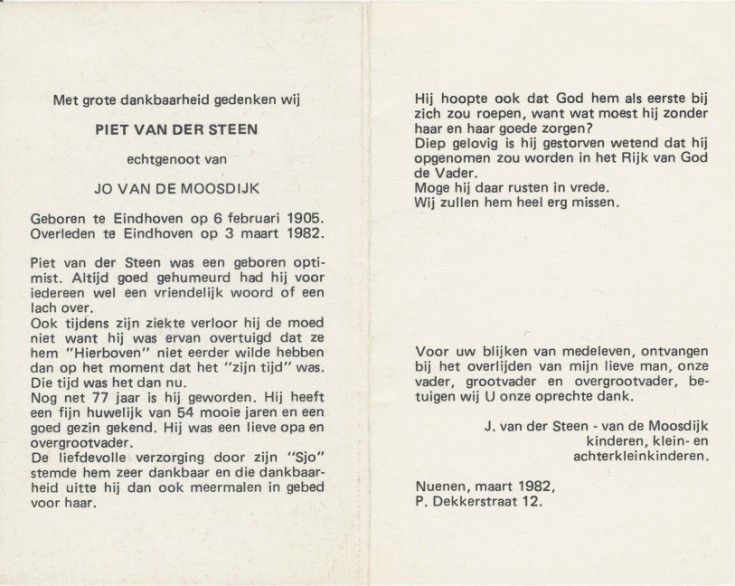 Met grote dankbaarheid gedenken wij
PIET VAN DER STEEN
echtgenoot van
JO VAN DE MOOSDIJK
Geboren te Eindhoven op 6 februari 1905.
Overleden te Eindhoven op 3 maart 1982.
Piet van der Steen was een geboren opti-
mist. Altijd goed gehumeurd had hij voor
iedereen wel een vriendelijk woord of een
lach over.
Ook tijdens zijn ziekte verloor hij de moed
niet want hij was ervan overtuigd dat ze
hem "Hierboven" niet eerder wilde hebben
dan op het moment dat het "zijn tijd" was.
Die tijd was het dan nu.
Nog net 77 jaar is hij geworden. Hij heeft
een fijn huwelijk van 54 mooie jaren en een
goed gezin gekend. Hij was een lieve opa en
overgrootvader.
De liefdevolle verzorging door zijn "Sjo"
stemde hem zeer dankbaar en die dankbaar-
heid uitte hij dan ook meermalen in gebed
voor haar.
Hij hoopte ook dat God hem als eerste bij
zich zou roepen, want wat moest hij zonder
haar en haar goede zorgen?
Diep gelovig is hij gestorven wetend dat hij
opgenomen zou worden in het Rijk van God
de Vader.
Moge hij daar rusten in vrede.
Wij zullen hem heel erg missen.
Voor uw blijken van medeleven, ontvangen
bij het overlijden van mijn lieve man, onze
vader, grootvader en overgrootvader, be-
tuigen wij U onze oprechte dank.
J. van der Steen - van de Moosdijk
kinderen, klein- en
achterkleinkinderen.
Nuenen, maart 1982,
P. Dekkerstraat 12.